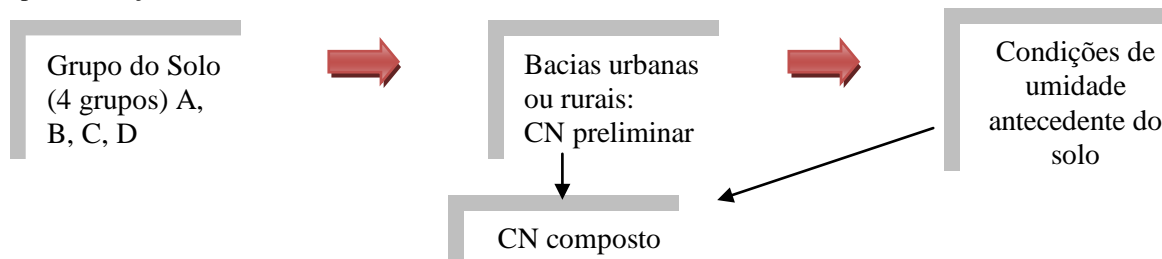 Grupo do Solo
(4 grupos) A,
B, C, D
Bacias urbanas
ou rurais:
CN preliminar
Condições de
umidade
antecedente do
solo
CN composto